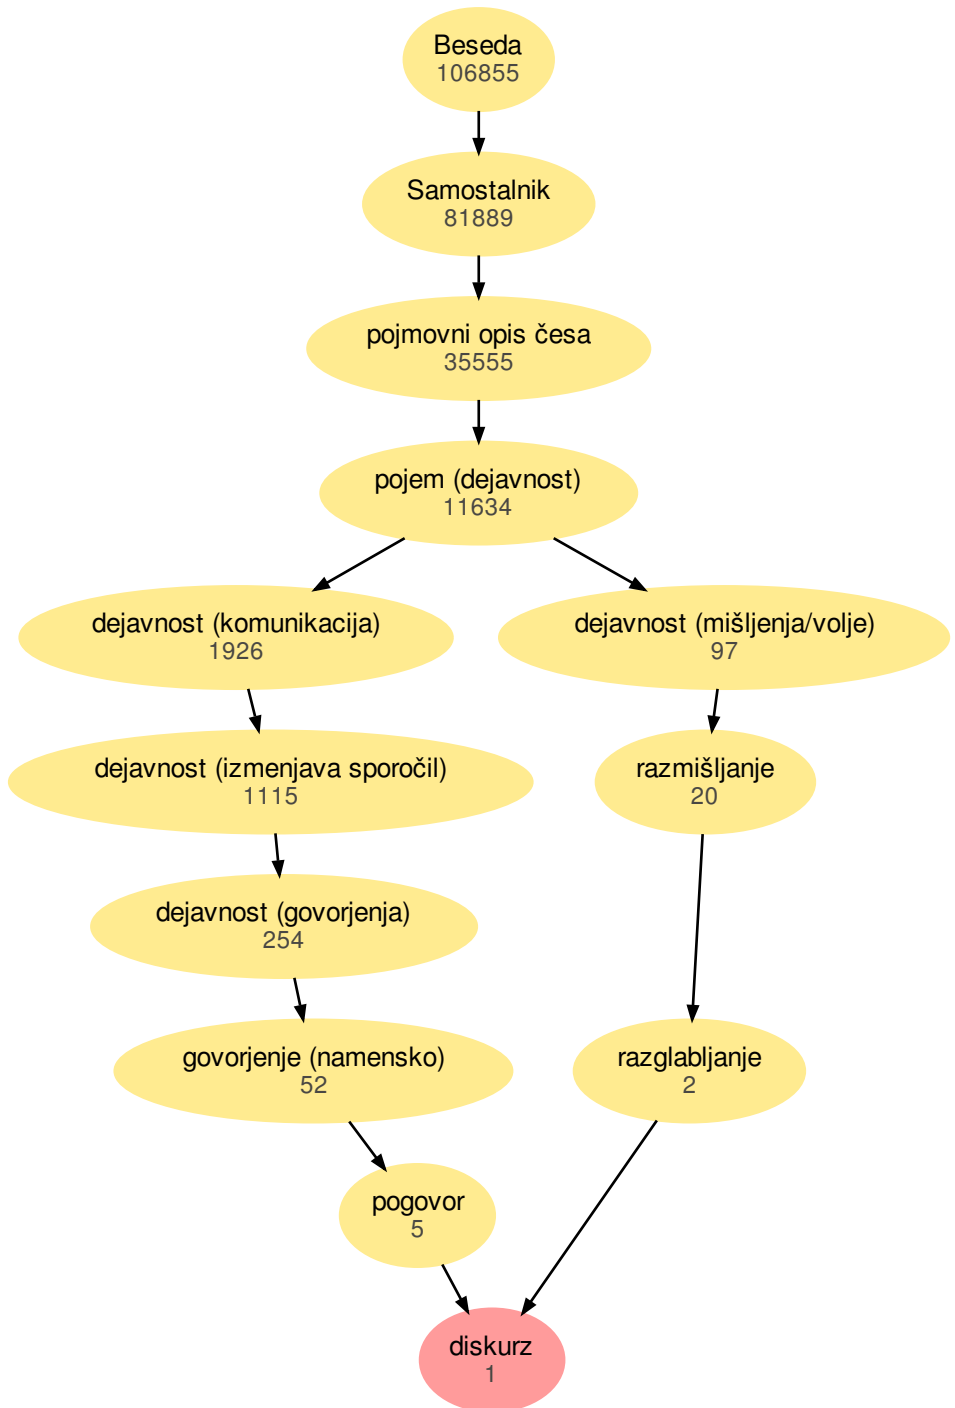 Beseda
106855
Samostalnik
81889
pojmovni opis česa
35555
pojem (dejavnost)
11634
dejavnost (komunikacija)
1926
dejavnost (mišljenja/volje)
97
dejavnost (izmenjava sporočil)
1115
razmišljanje
20
dejavnost (govorjenja)
254
govorjenje (namensko)
52
razglabljanje
2
pogovor
5
diskurz
1